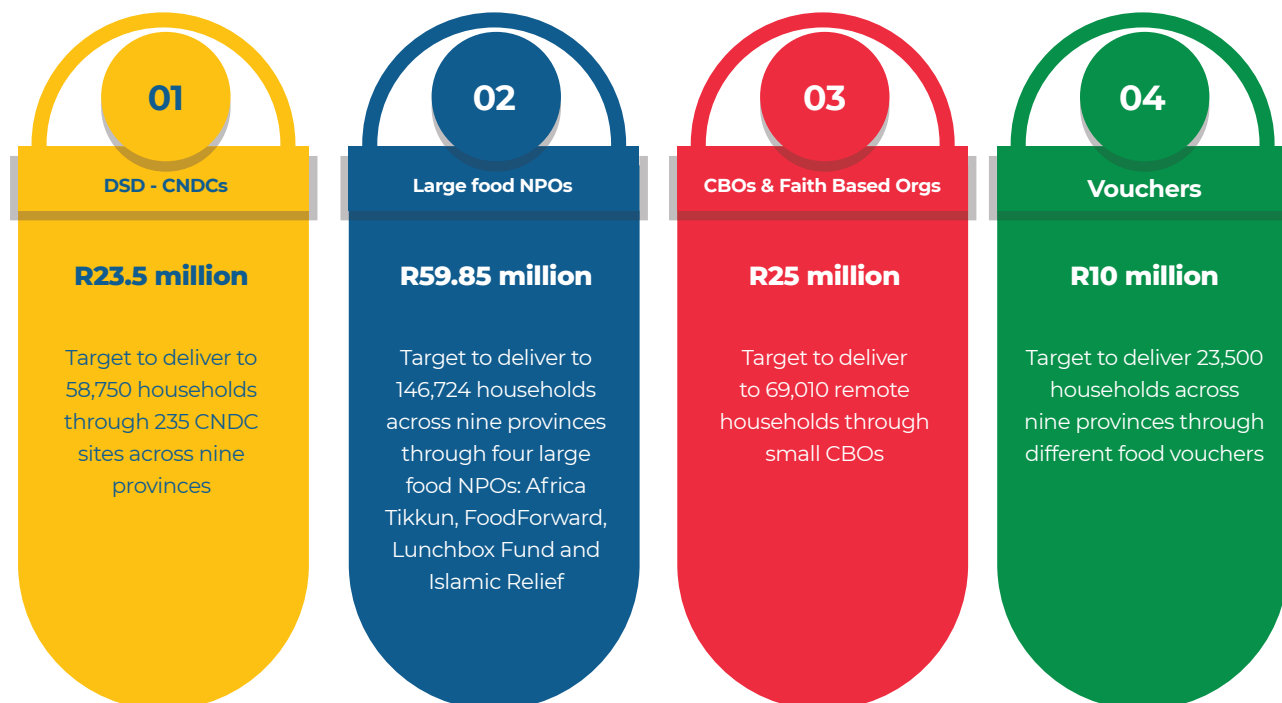 01
DSD - CNDCs
R23.5 million
Target to deliver to
58,750 households
through 235 CNDC
sites across nine
provinces
02
Large food NPOs
R59.85 million
Target to deliver to
146,724 households
across nine provinces
through four large
food NPOs: Africa
Tikkun, FoodForward,
Lunchbox Fund and
Islamic Relief
03
CBOs & Faith Based Orgs
R25 million
Target to deliver
to 69,010 remote
households through
small CBOs
04
Vouchers
R10 million
Target to deliver 23,500
households across
nine provinces through
different food vouchers